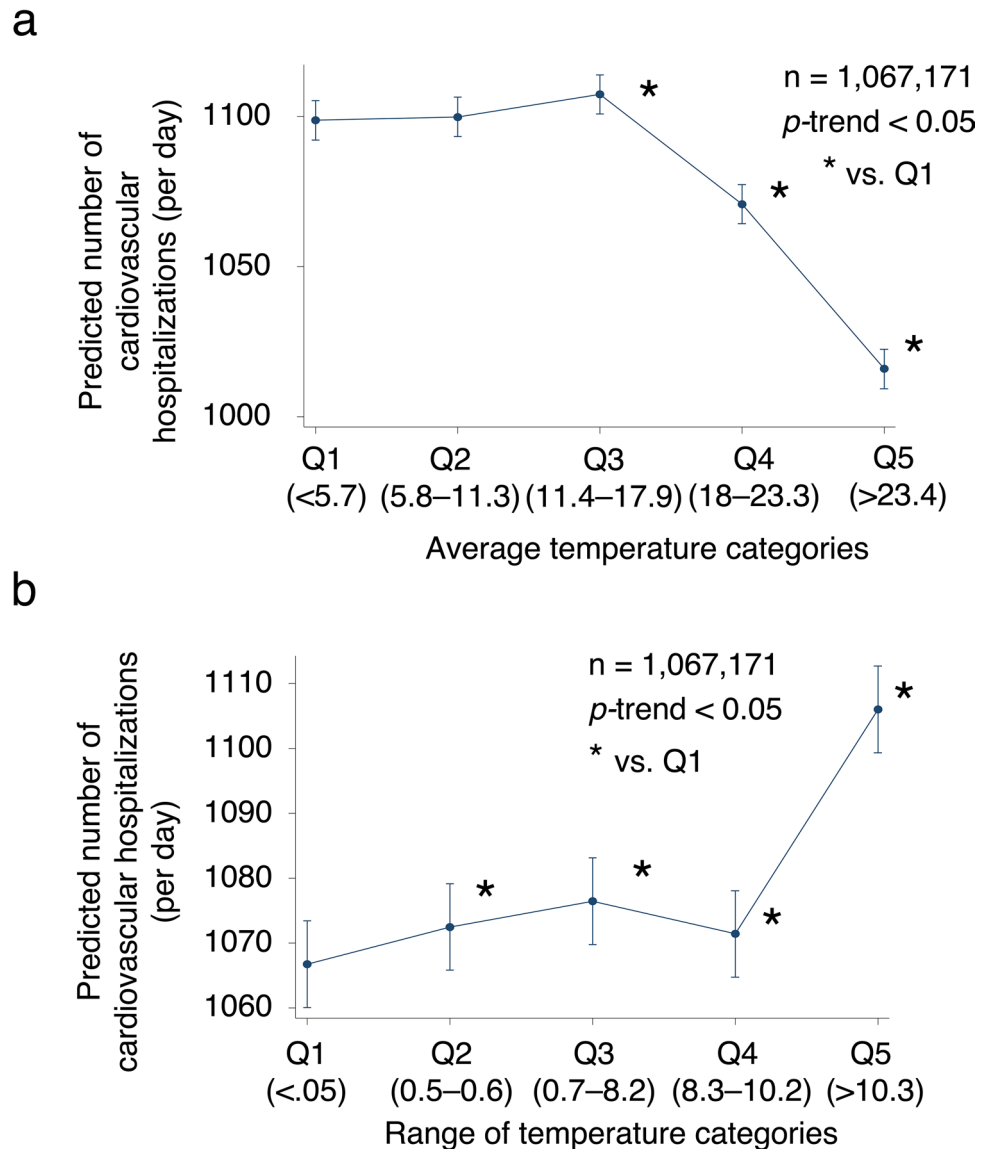 a
Predicted number of
cardiovascular
hospitalizations (per day)
1100
1050
1000
n = 1,067,171
p-trend < 0.05
* vs. Q1
*
*
*
Q1 Q2 Q3 Q4 Q5
(<5.7) (5.8–11.3) (11.4–17.9) (18–23.3) (>23.4)
Average temperature categories
b
Predicted number of
cardiovascular hospitalizations
(per day)
1110
1100
1090
1080
1070
1060
n = 1,067,171
p-trend < 0.05
* vs. Q1
*
*
*
*
Q1 Q2 Q3 Q4 Q5
(<.05) (0.5–0.6) (0.7–8.2) (8.3–10.2) (>10.3)
Range of temperature categories